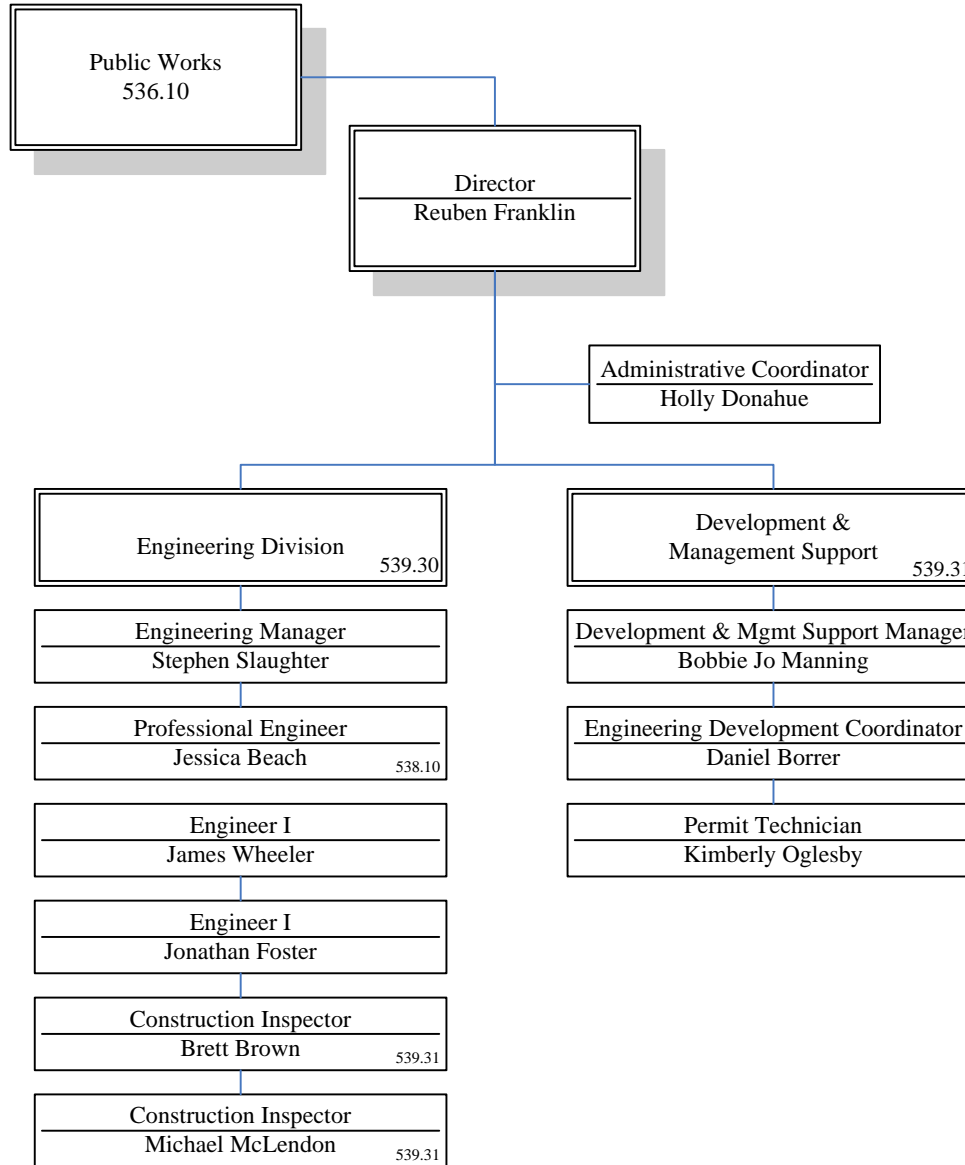 Public Works
536.10
Director
Reuben Franklin
Administrative Coordinator
Holly Donahue
Engineering Division
539.30
Engineering Manager
Stephen Slaughter
Professional Engineer
Jessica Beach
538.10
Engineer I
James Wheeler
Engineer I
Jonathan Foster
Construction Inspector
Brett Brown
539.31
Construction Inspector
Michael McLendon
539.31
Development &
Management Support
539.31
Development & Mgmt Support Manager
Bobbie Jo Manning
Engineering Development Coordinator
Daniel Borrer
Permit Technician
Kimberly Oglesby